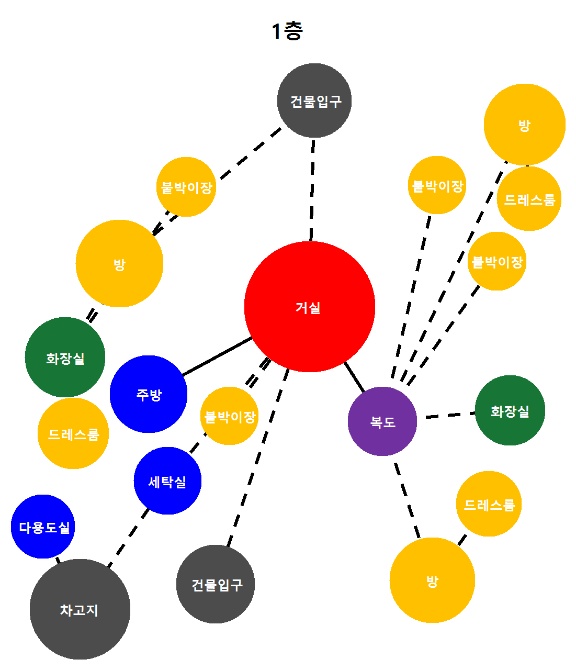 1층
건물입구
방
붙박이장
붙박이장
드레스룸
방
붙박이장
거실
화장실
주방
붙박이장
복도
화장실
드레스룸
세탁실
드레스룸
다용도실
건물입구
방
차고지